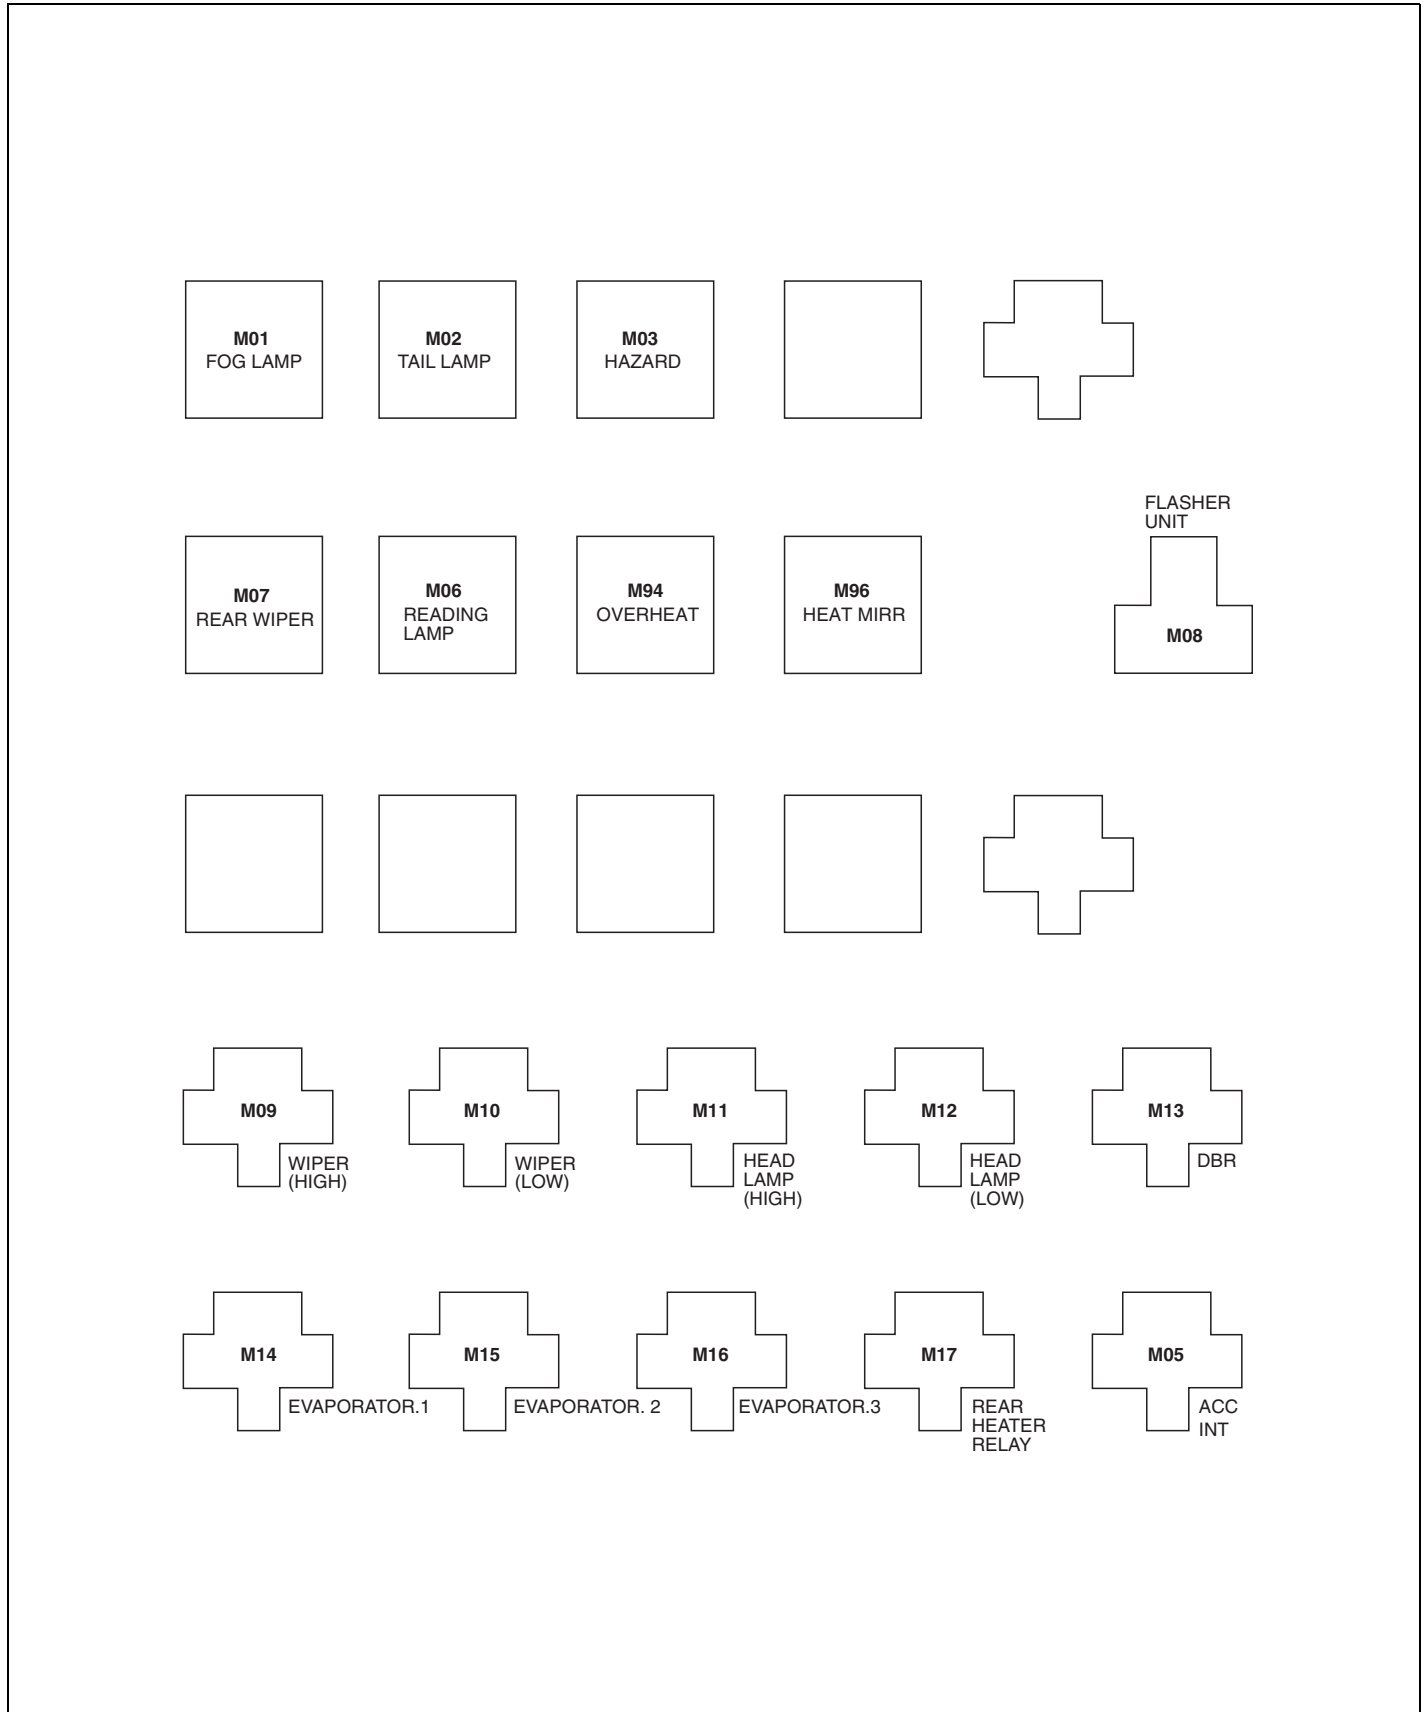 M01
FOG LAMP
M02
TAIL LAMP
M03
HAZARD
M07
REAR WIPER
M06
READING
LAMP
M94
OVERHEAT
M96
HEAT MIRR
FLASHER
UNIT
M08
M09
WIPER
(HIGH)
M10
WIPER
(LOW)
M11
HEAD
LAMP
(HIGH)
M12
HEAD
LAMP
(LOW)
M13
DBR
M14
EVAPORATOR.1
M15
EVAPORATOR. 2
M16
EVAPORATOR.3
M17
REAR
HEATER
RELAY
M05
ACC
INT